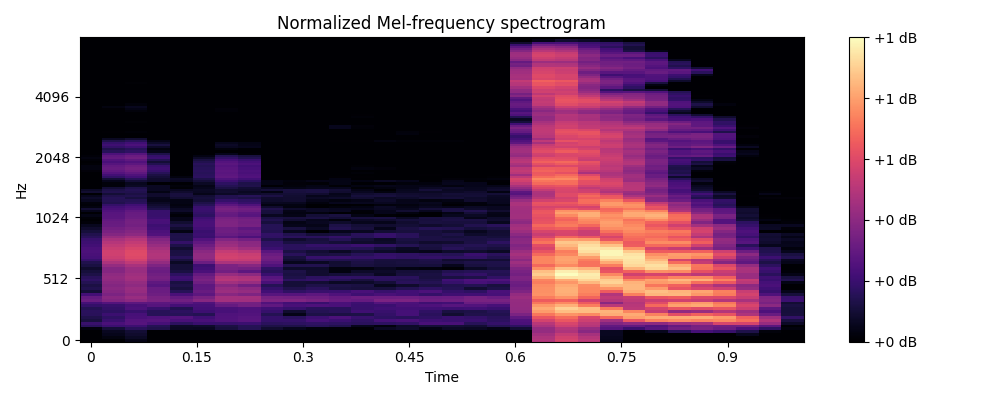 Normalized Mel-frequency spectrogram
Hz
4096
2048
1024
512
0
0 0.15 0.3 0.45 0.6 0.75 0.9
Time
+1 dB
+1 dB
+1 dB
+0 dB
+0 dB
+0 dB